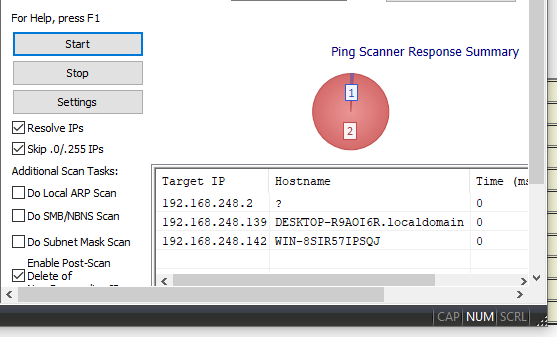 For Help, press F1
Start
Stop
Settings
Resolve IPs
Skip .0/.255 IPs
Additional Scan Tasks:
Do Local ARP Scan
Do SMB/NBNS Scan
Do Subnet Mask Scan
Enable Post-Scan
Delete of
Ping Scanner Response Summary
1
2
Target IP Hostname Time (ms
192.168.248.2 ? 0
192.168.248.139 DESKTOP-R9AOI6R.localdomain 0
192.168.248.142 WIN-8SIR57IPSQJ 0
CAP NUM SCRL